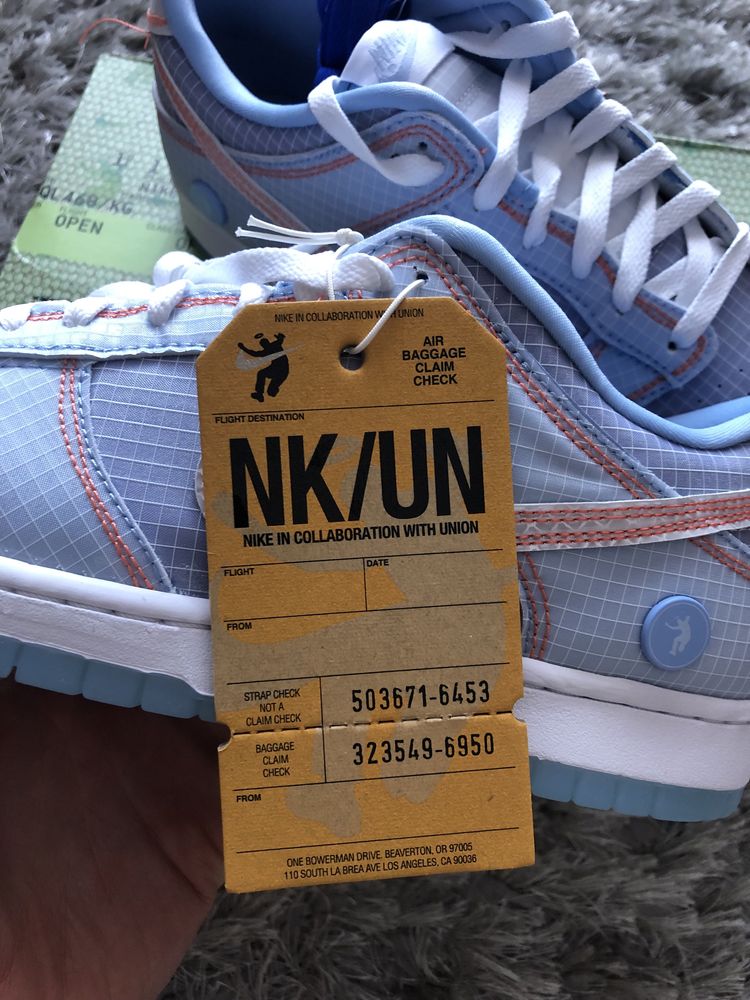 NIKE IN COLLABORATION WITH UNION
AIR
BAGGAGE
CLAIM
CHECK
FLIGHT DESTINATION
NK/UN
NIKE IN COLLABORATION WITH UNION
FLIGHT
DATE
FROM
STRAP CHECK
NOT A
CLAIM CHECK
503671-6453
BAGGAGE
CLAIM
CHECK
323549-6950
FROM
ONE BOWERMAN DRIVE, BEAVERTON, OR 97005
110 SOUTH LA BREA AVE LOS ANGELES, CA 90036
OPEN